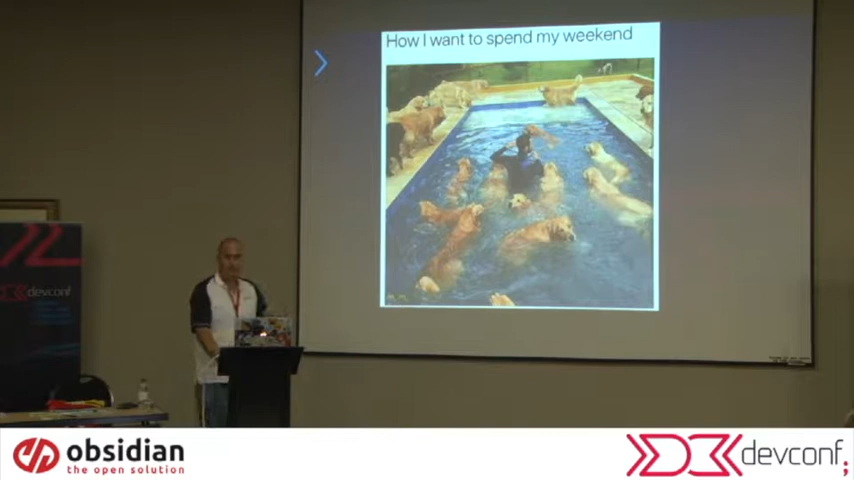 How I want to spend my weekend
devconf
obsidian
the open solution
devconf;